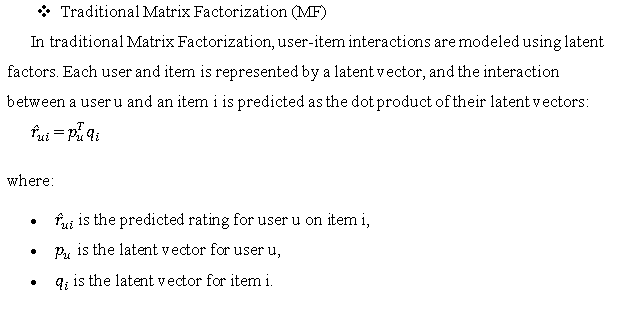 ❖ Traditional Matrix Factorization (MF)
In traditional Matrix Factorization, user-item interactions are modeled using latent
factors. Each user and item is represented by a latent vector, and the interaction
between a user u and an item i is predicted as the dot product of their latent vectors:
r̂_{ui} = p_u^T q_i
where:
• r̂_{ui} is the predicted rating for user u on item i,
• p_u is the latent vector for user u,
• q_i is the latent vector for item i.